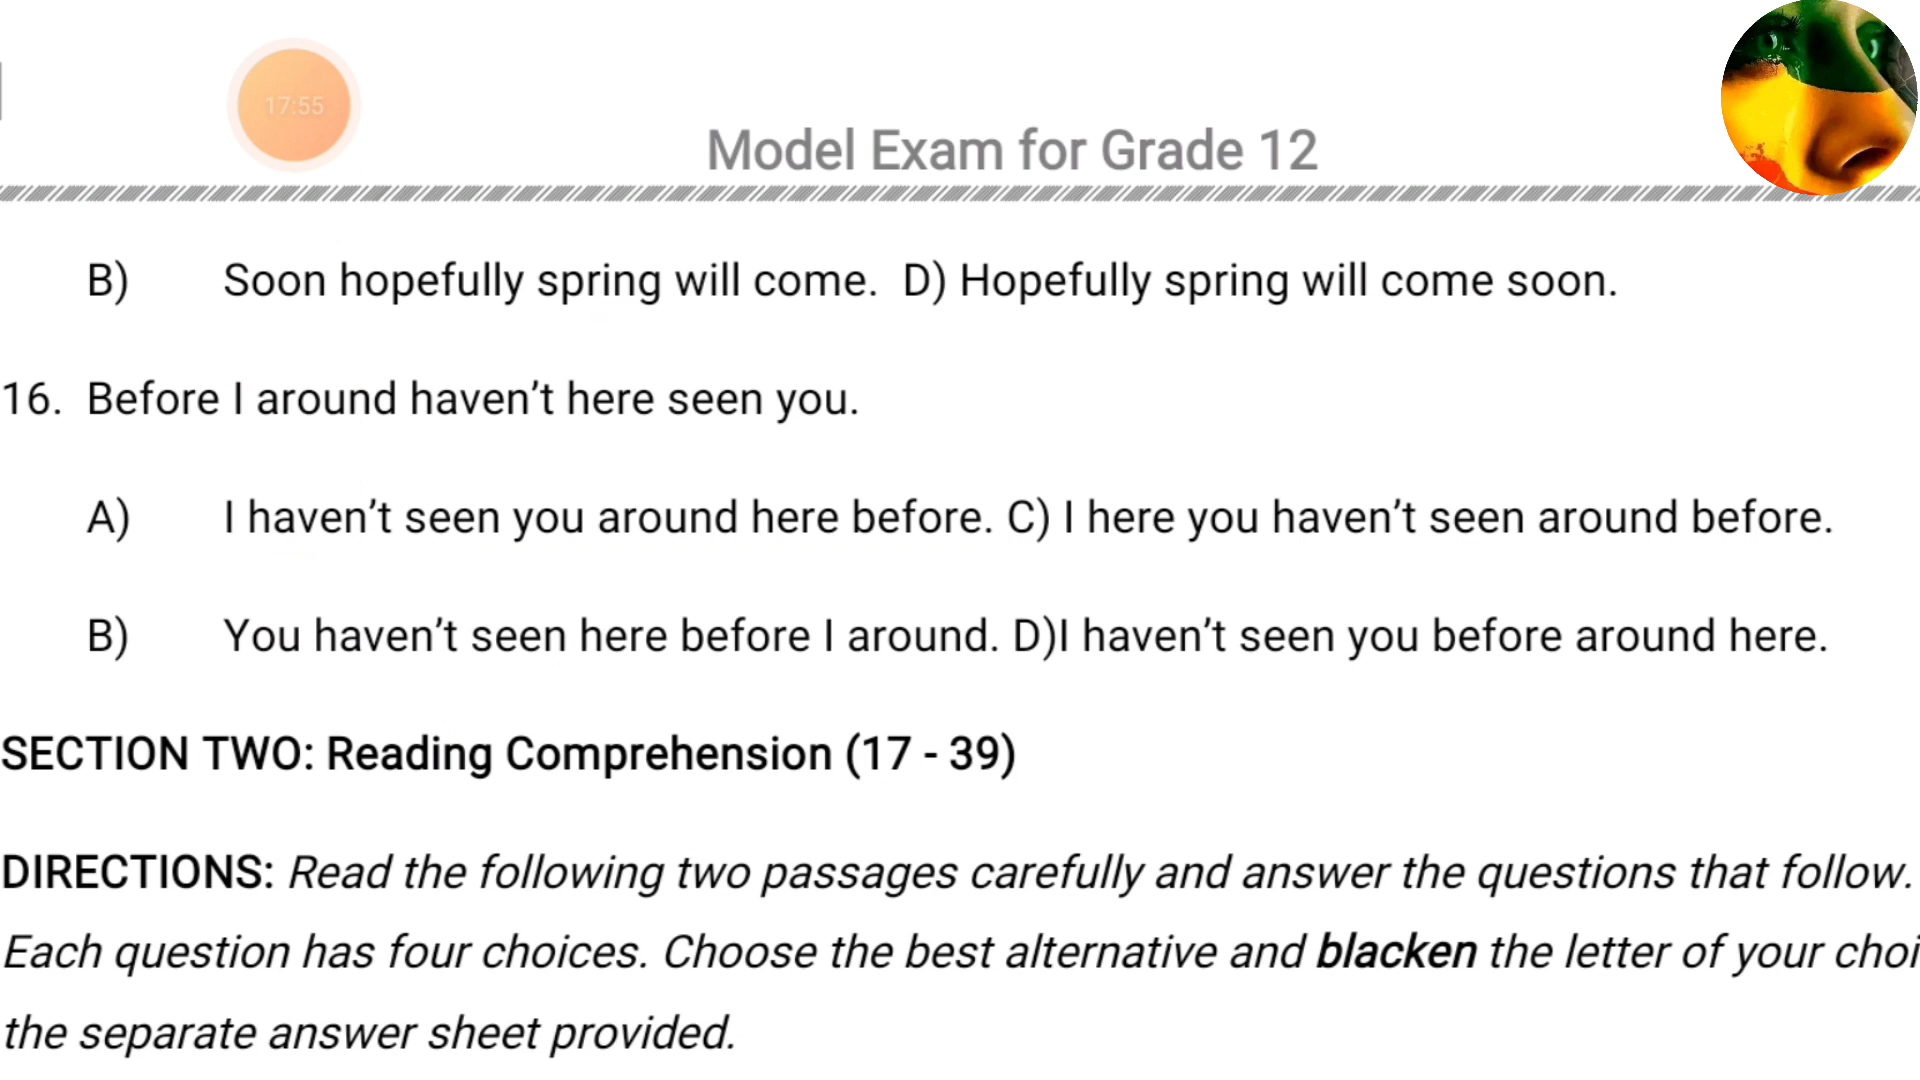 17:55
Model Exam for Grade 12
B) Soon hopefully spring will come. D) Hopefully spring will come soon.
16. Before I around haven’t here seen you.
A) I haven’t seen you around here before. C) I here you haven’t seen around before.
B) You haven’t seen here before I around. D)I haven’t seen you before around here.
SECTION TWO: Reading Comprehension (17 - 39)
DIRECTIONS: Read the following two passages carefully and answer the questions that follow.
Each question has four choices. Choose the best alternative and blacken the letter of your choi
the separate answer sheet provided.